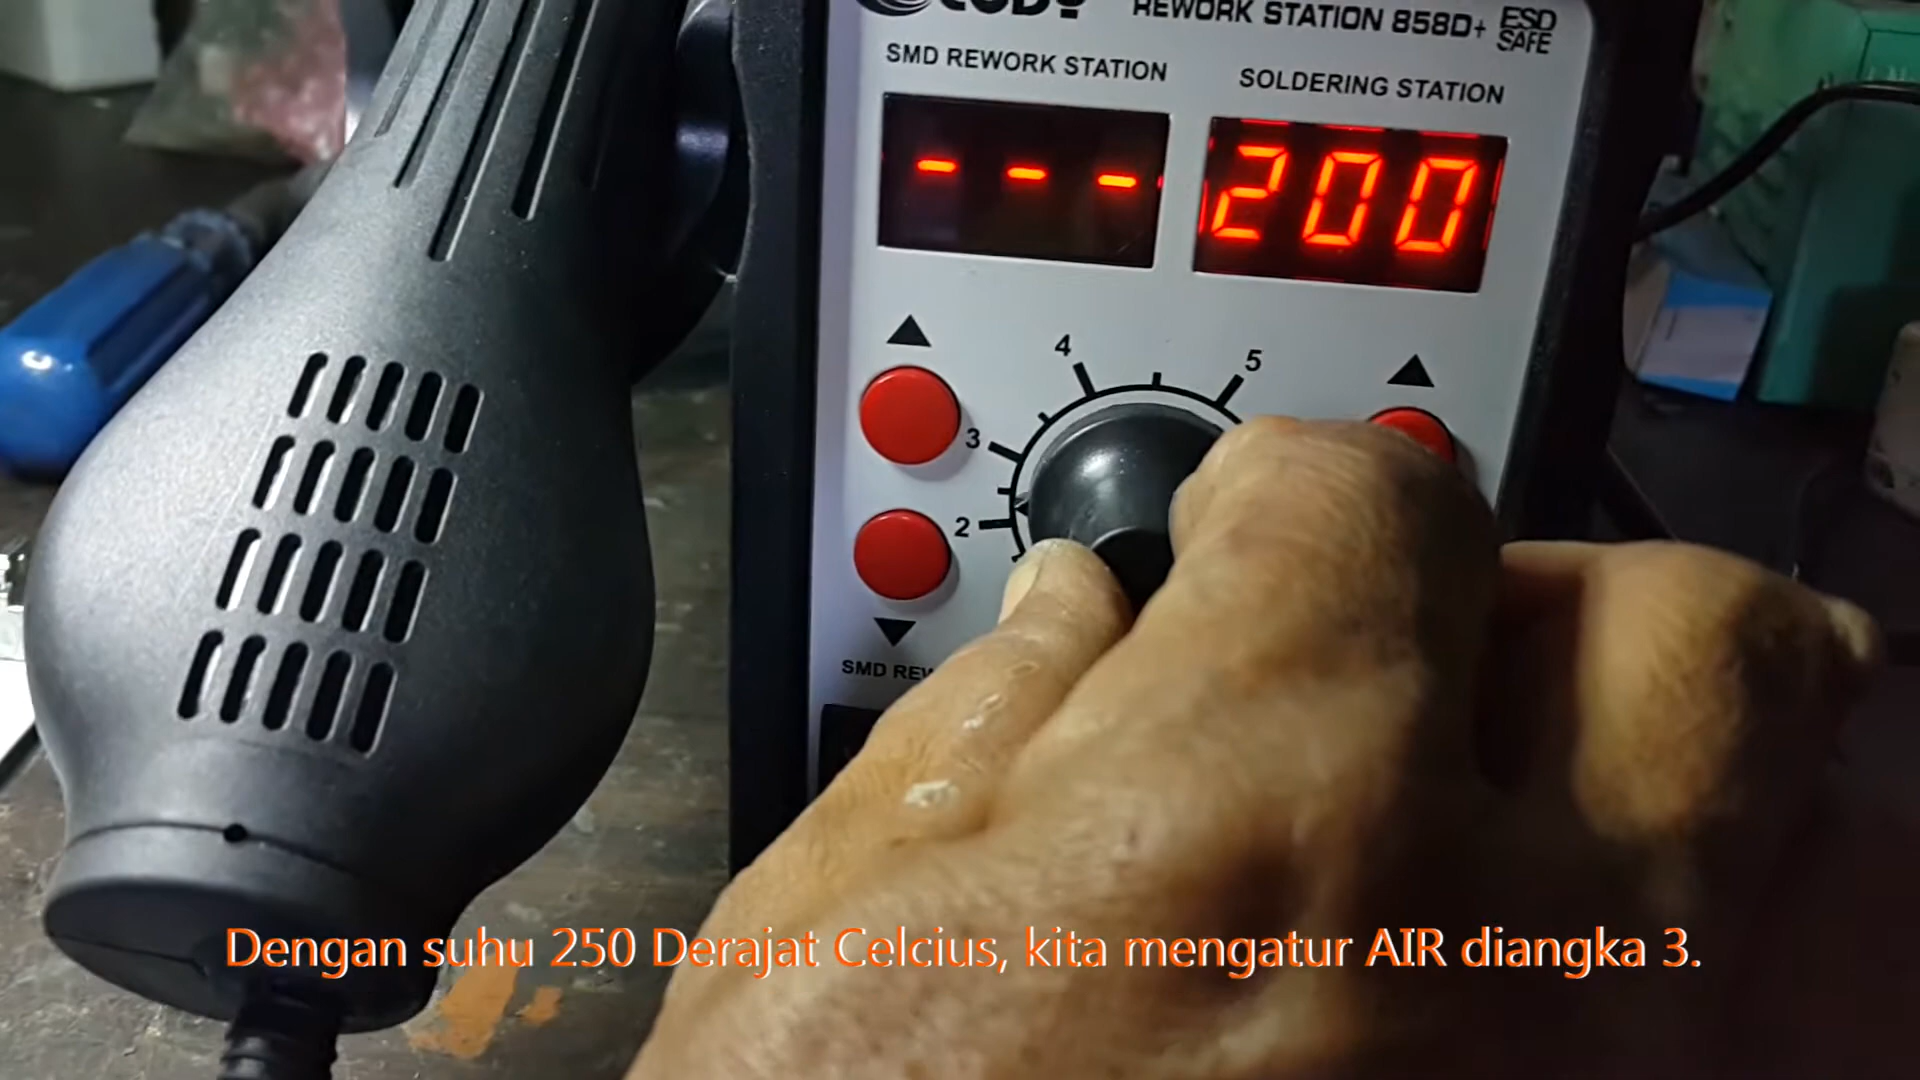 REWORK STATION 858D+
ESD
SAFE
SMD REWORK STATION
SOLDERING STATION
- - -
200
4
5
3
2
Dengan suhu 250 Derajat Celcius, kita mengatur AIR diangka 3.